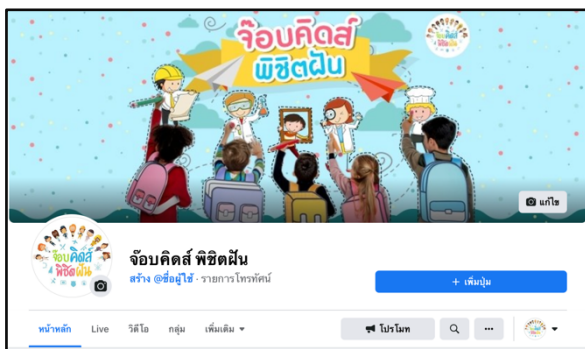 จ๊อบคิดส์
พิชิตฝัน
จ๊อบคิดส์
พิชิตฝัน
แก้ไข
จ๊อบคิดส์
พิชิตฝัน
จ๊อบคิดส์ พิชิตฝัน
สร้าง @ชื่อผู้ใช้ · รายการโทรทัศน์
+ เพิ่มปุ่ม
หน้าหลัก Live วิดีโอ กลุ่ม เพิ่มเติม โปรโมท